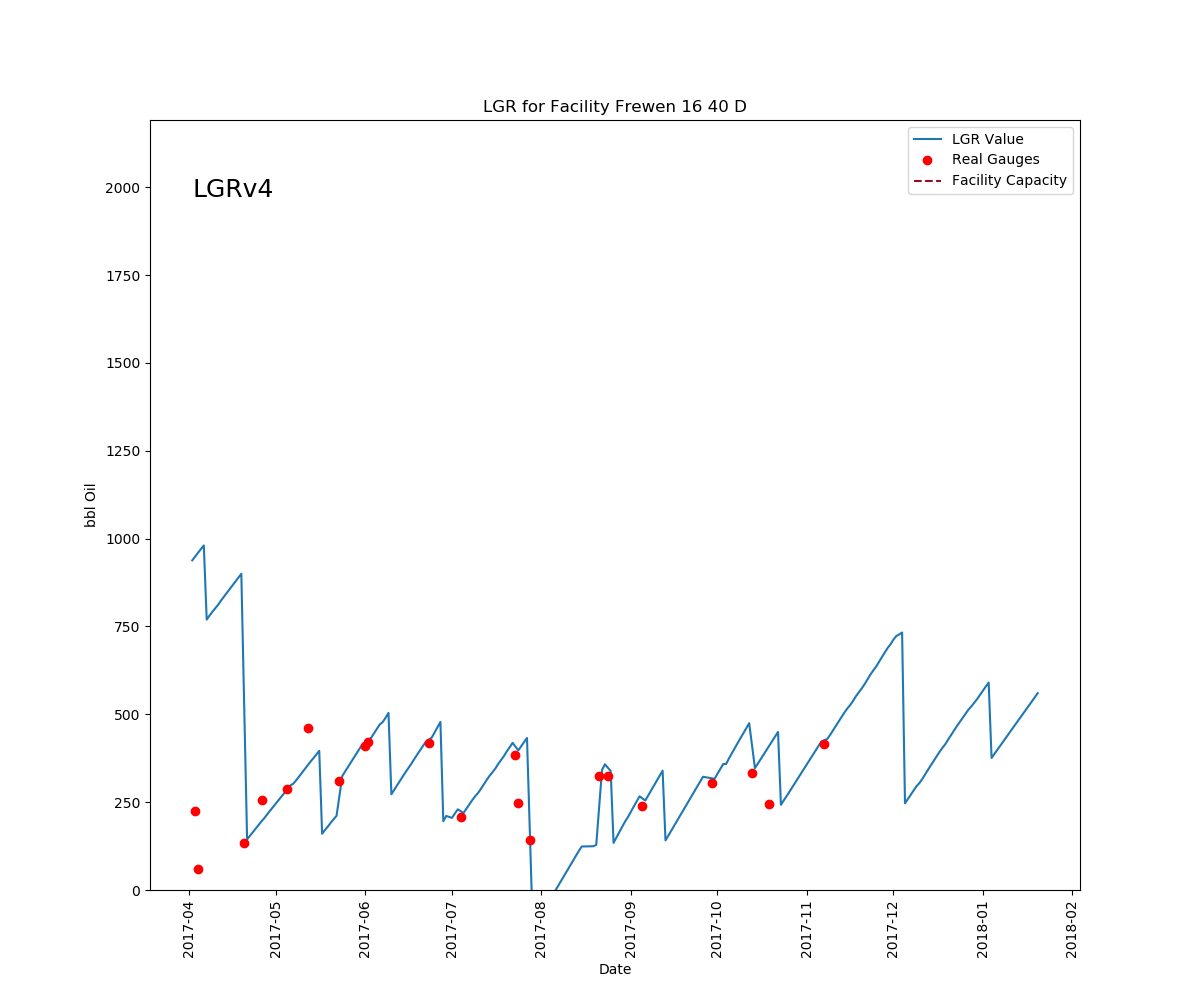 LGR for Facility Frewen 16 40 D
LGRv4
LGR Value
Real Gauges
Facility Capacity
2000
1750
1500
1250
1000
750
500
250
0
bbl Oil
2017-04
2017-05
2017-06
2017-07
2017-08
2017-09
2017-10
2017-11
2017-12
2018-01
2018-02
Date